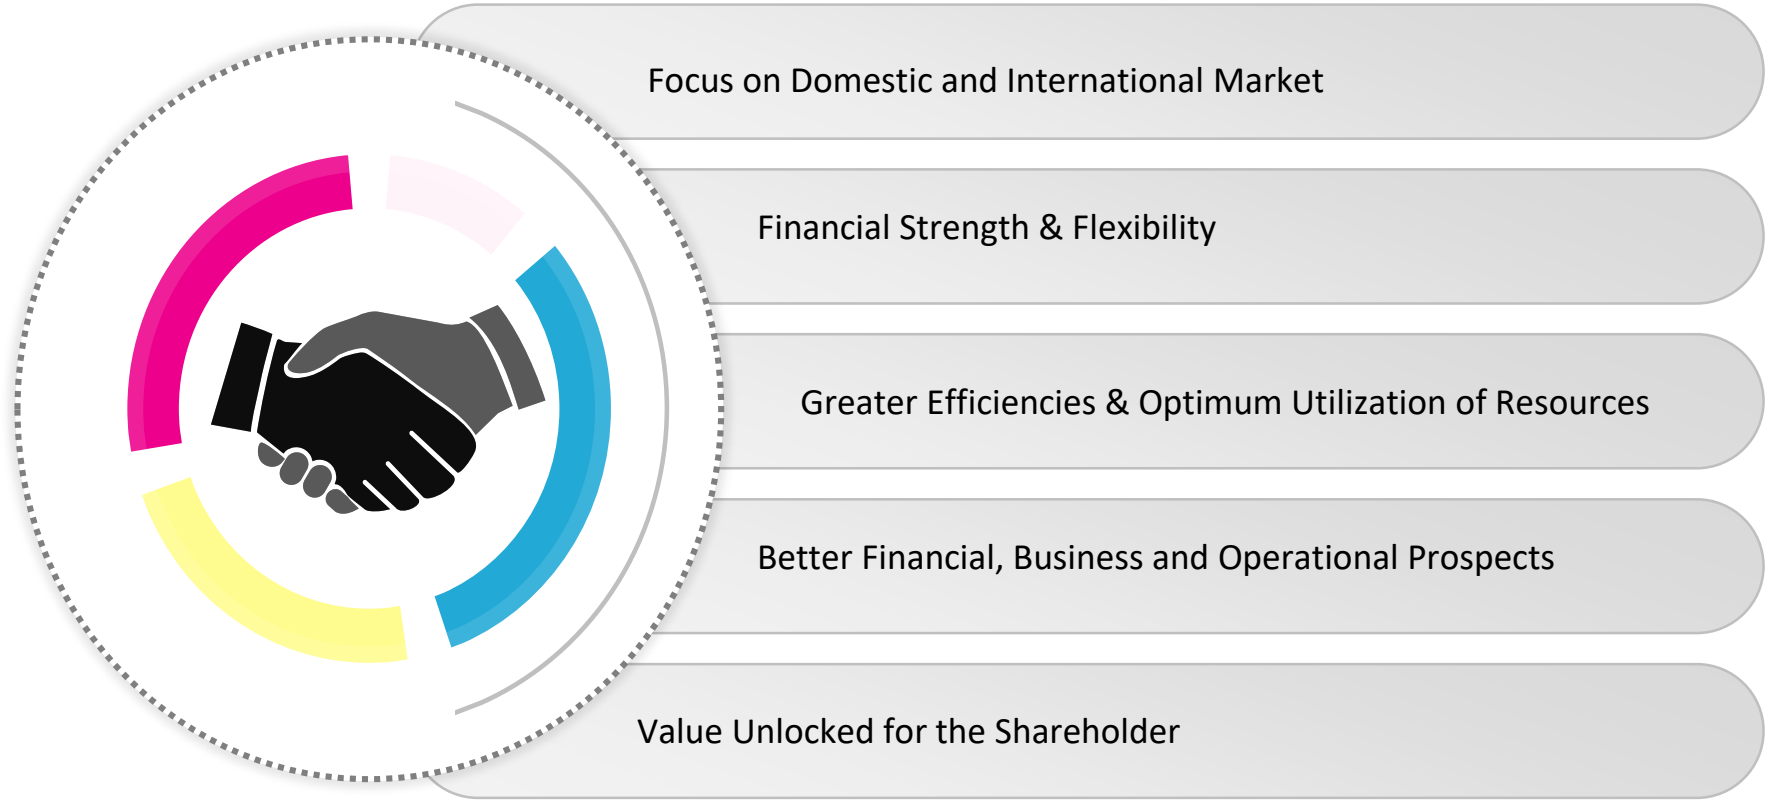 Focus on Domestic and International Market
Financial Strength & Flexibility
Greater Efficiencies & Optimum Utilization of Resources
Better Financial, Business and Operational Prospects
Value Unlocked for the Shareholder